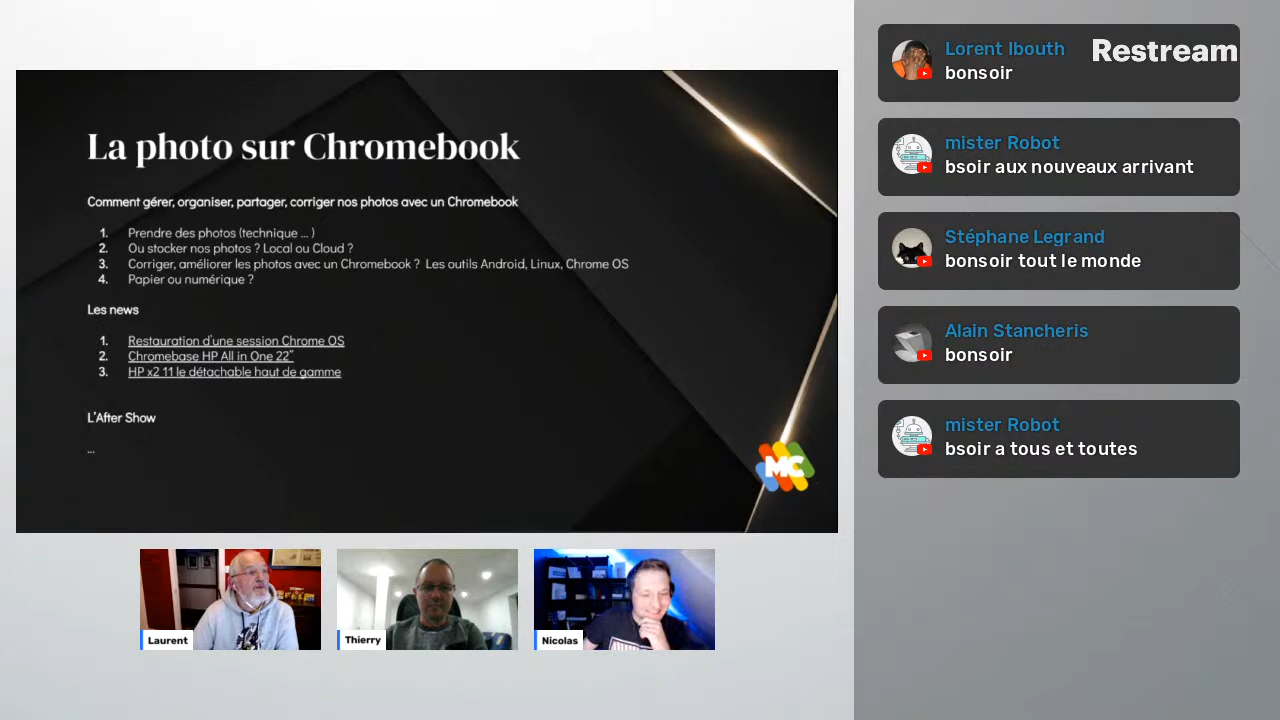 La photo sur Chromebook
Comment gérer, organiser, partager, corriger nos photos avec un Chromebook
1. Prendre des photos (technique ... )
2. Ou stocker nos photos ? Local ou Cloud ?
3. Corriger, améliorer les photos avec un Chromebook ? Les outils Android, Linux, Chrome OS
4. Papier ou numérique ?
Les news
1. Restauration d'une session Chrome OS
2. Chromebase HP All in One 22"
3. HP x2 11 le détachable haut de gamme
L'After Show
...
MC
Laurent
Thierry
Nicolas
Restream
Lorent Ibouth
bonsoir
mister Robot
bsoir aux nouveaux arrivant
Stéphane Legrand
bonsoir tout le monde
Alain Stancheris
bonsoir
mister Robot
bsoir a tous et toutes